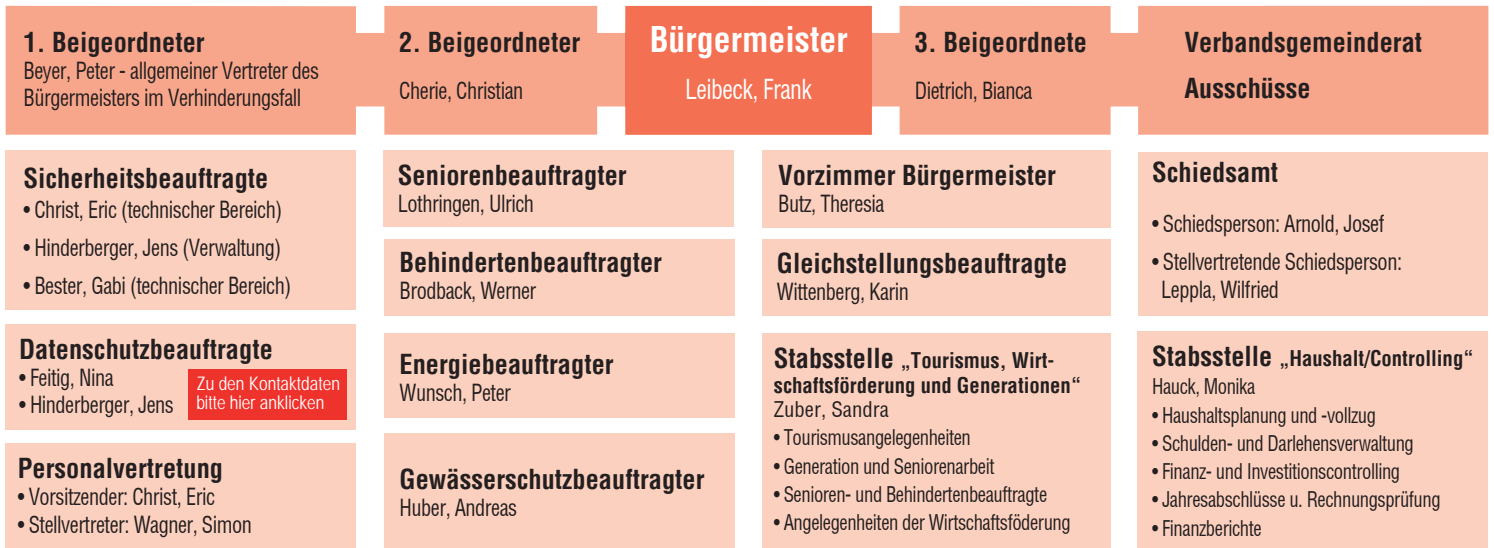 1. Beigeordneter
Beyer, Peter - allgemeiner Vertreter des
Bürgermeisters im Verhinderungsfall
2. Beigeordneter
Cherie, Christian
Bürgermeister
Leibeck, Frank
3. Beigeordnete
Dietrich, Bianca
Verbandsgemeinderat
Ausschüsse
Sicherheitsbeauftragte
• Christ, Eric (technischer Bereich)
• Hinderberger, Jens (Verwaltung)
• Bester, Gabi (technischer Bereich)
Datenschutzbeauftragte
• Feitig, Nina
• Hinderberger, Jens
Zu den Kontaktdaten
bitte hier anklicken
Personalvertretung
• Vorsitzender: Christ, Eric
• Stellvertreter: Wagner, Simon
Seniorenbeauftragter
Lothringen, Ulrich
Behindertenbeauftragter
Brodback, Werner
Energiebeauftragter
Wunsch, Peter
Gewässerschutzbeauftragter
Huber, Andreas
Vorzimmer Bürgermeister
Butz, Theresia
Gleichstellungsbeauftragte
Wittenberg, Karin
Stabsstelle „Tourismus, Wirt-
schaftsförderung und Generationen“
Zuber, Sandra
• Tourismusangelegenheiten
• Generation und Seniorenarbeit
• Senioren- und Behindertenbeauftragte
• Angelegenheiten der Wirtschaftsföderung
Schiedsamt
• Schiedsperson: Arnold, Josef
• Stellvertretende Schiedsperson:
Leppla, Wilfried
Stabsstelle „Haushalt/Controlling“
Hauck, Monika
• Haushaltsplanung und -vollzug
• Schulden- und Darlehensverwaltung
• Finanz- und Investitionscontrolling
• Jahresabschlüsse u. Rechnungsprüfung
• Finanzberichte